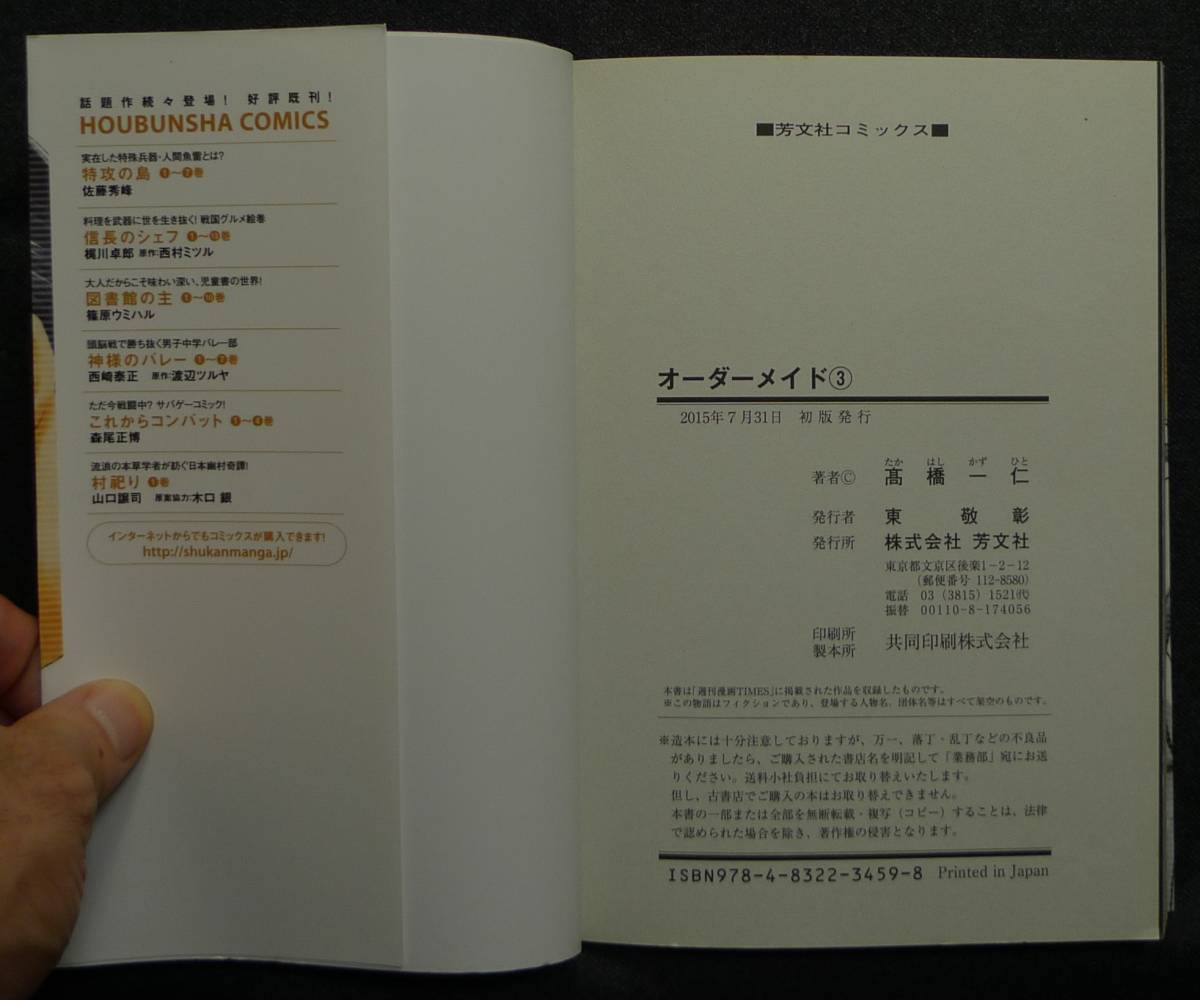 話題作続々登場! 好評既刊!
HOUBUNSHA COMICS
実在した特殊兵器・人間魚雷とは?
特攻の島 ①〜⑦巻
佐藤秀峰
料理を武器に世を生き抜く! 戦国グルメ絵巻
信長のシェフ ①〜⑬巻
梶川卓郎 原作:西村ミツル
大人だからこそ味わい深い、児童書の世界!
図書館の主 ①〜⑩巻
篠原ウミハル
頭脳戦で勝ち抜く男子中学バレー部
神様のバレー ①〜⑦巻
西崎泰正 原作:渡辺ツルヤ
ただ今戦闘中? サバゲーコミック!
これからコンバット ①〜④巻
森尾正博
流浪の本草学者が紡ぐ日本幽村奇譚!
村祀り ①巻
山口譲司 原案協力:木口 銀
インターネットからでもコミックスが購入できます!
http://shukanmanga.jp/
■芳文社コミックス■
オーダーメイド③
2015年7月31日 初版発行
たか はし かず ひと
著者© 髙橋一仁
発行者 東 敬彰
発行所 株式会社 芳文社
東京都文京区後楽1−2−12
(郵便番号 112-8580)
電話 03 (3815) 1521㈹
振替 00110-8-174056
印刷所
製本所 共同印刷株式会社
本書は「週刊漫画TIMES」に掲載された作品を収録したものです。
※この物語はフィクションであり、登場する人物名、団体名等はすべて架空のものです。
※造本には十分注意しておりますが、万一、落丁・乱丁などの不良品
がありましたら、ご購入された書店名を明記して「業務部」宛にお送
りください。送料小社負担にてお取り替えいたします。
但し、古書店でご購入の本はお取り替えできません。
本書の一部または全部を無断転載・複写(コピー)することは、法律
で認められた場合を除き、著作権の侵害となります。
ISBN978-4-8322-3459-8 Printed in Japan